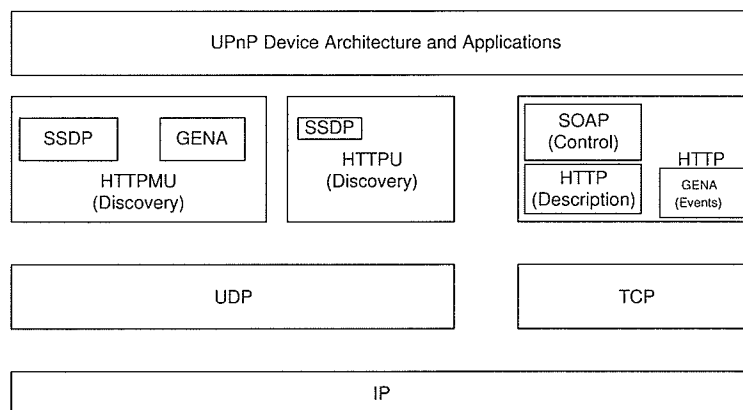 UPnP Device Architecture and Applications
SSDP
GENA
HTTPMU
(Discovery)
SSDP
HTTPU
(Discovery)
SOAP
(Control)
HTTP
HTTP
(Description)
GENA
(Events)
UDP
TCP
IP